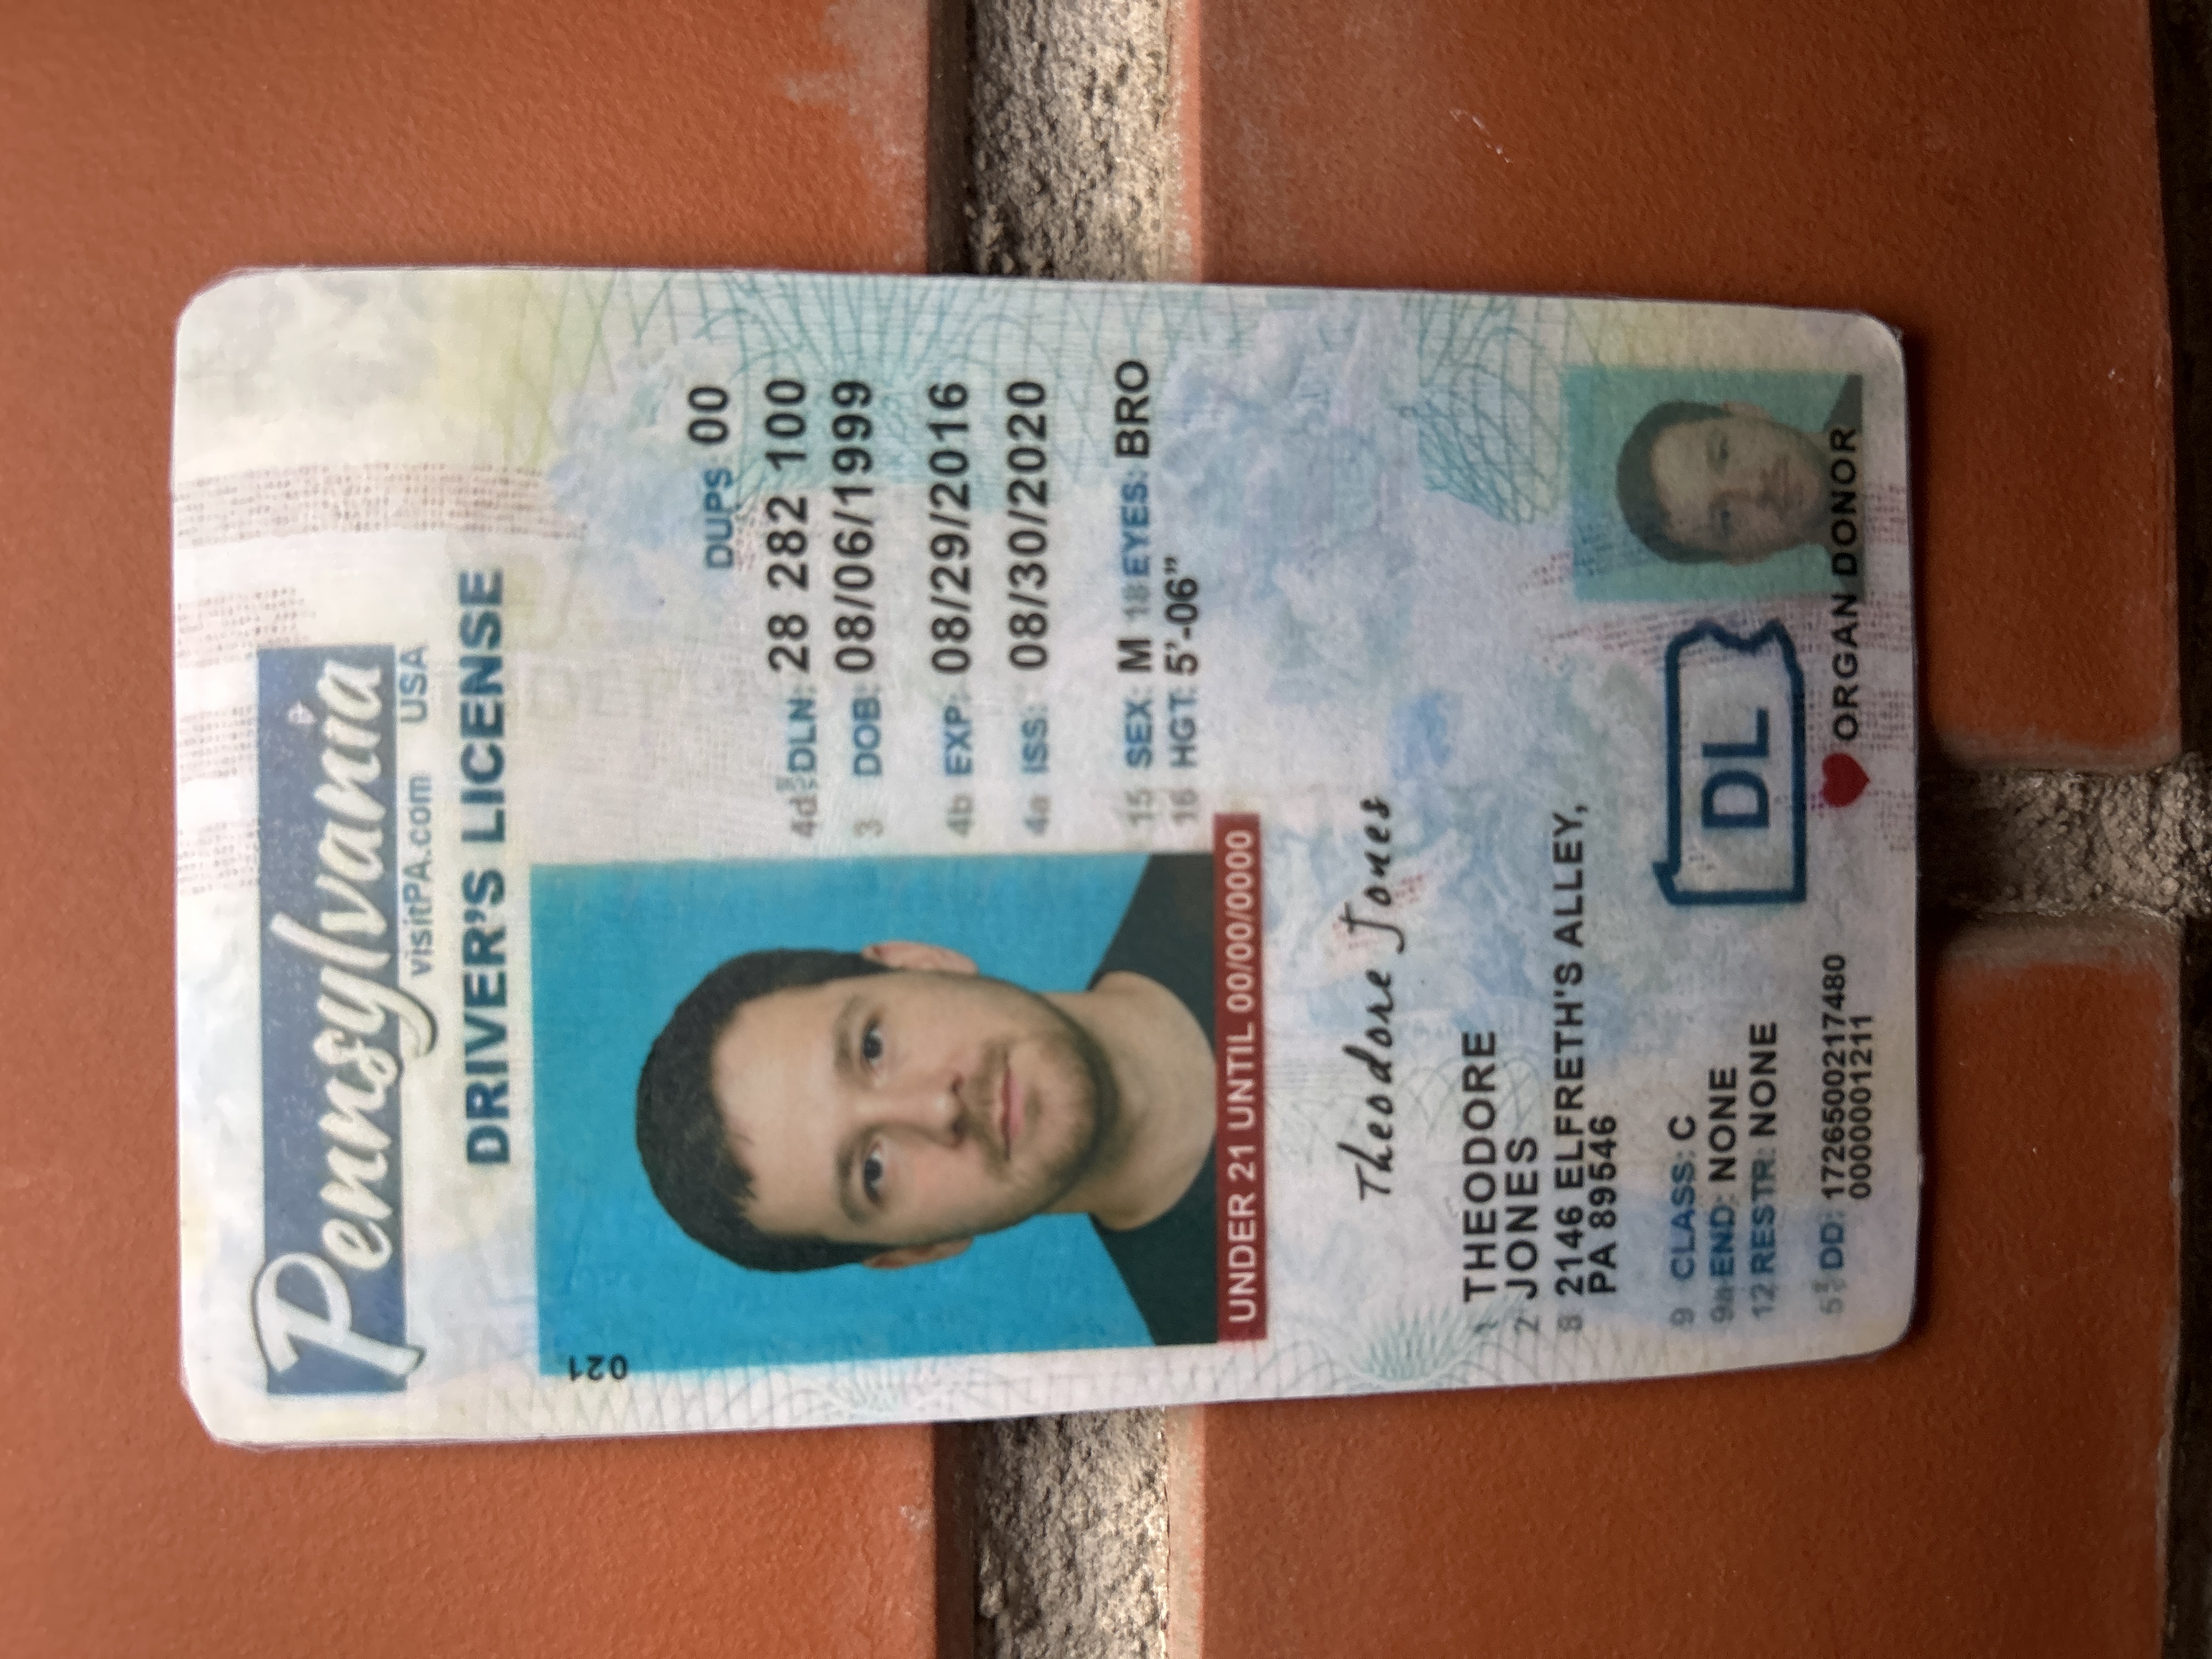 Pennsylvania
visitPA.com USA
DRIVER'S LICENSE
021
DUPS 00
4d DLN: 28 282 100
3 DOB: 08/06/1999
4b EXP: 08/29/2016
4a ISS: 08/30/2020
15 SEX: M 18 EYES: BRO
16 HGT: 5'-06"
UNDER 21 UNTIL 00/00/0000
Theodore Jones
1 THEODORE
2 JONES
8 2146 ELFRETH'S ALLEY,
PA 89546
9 CLASS: C
9a END: NONE
12 RESTR: NONE
DL
5 DD: 1726500217480
0000001211
ORGAN DONOR